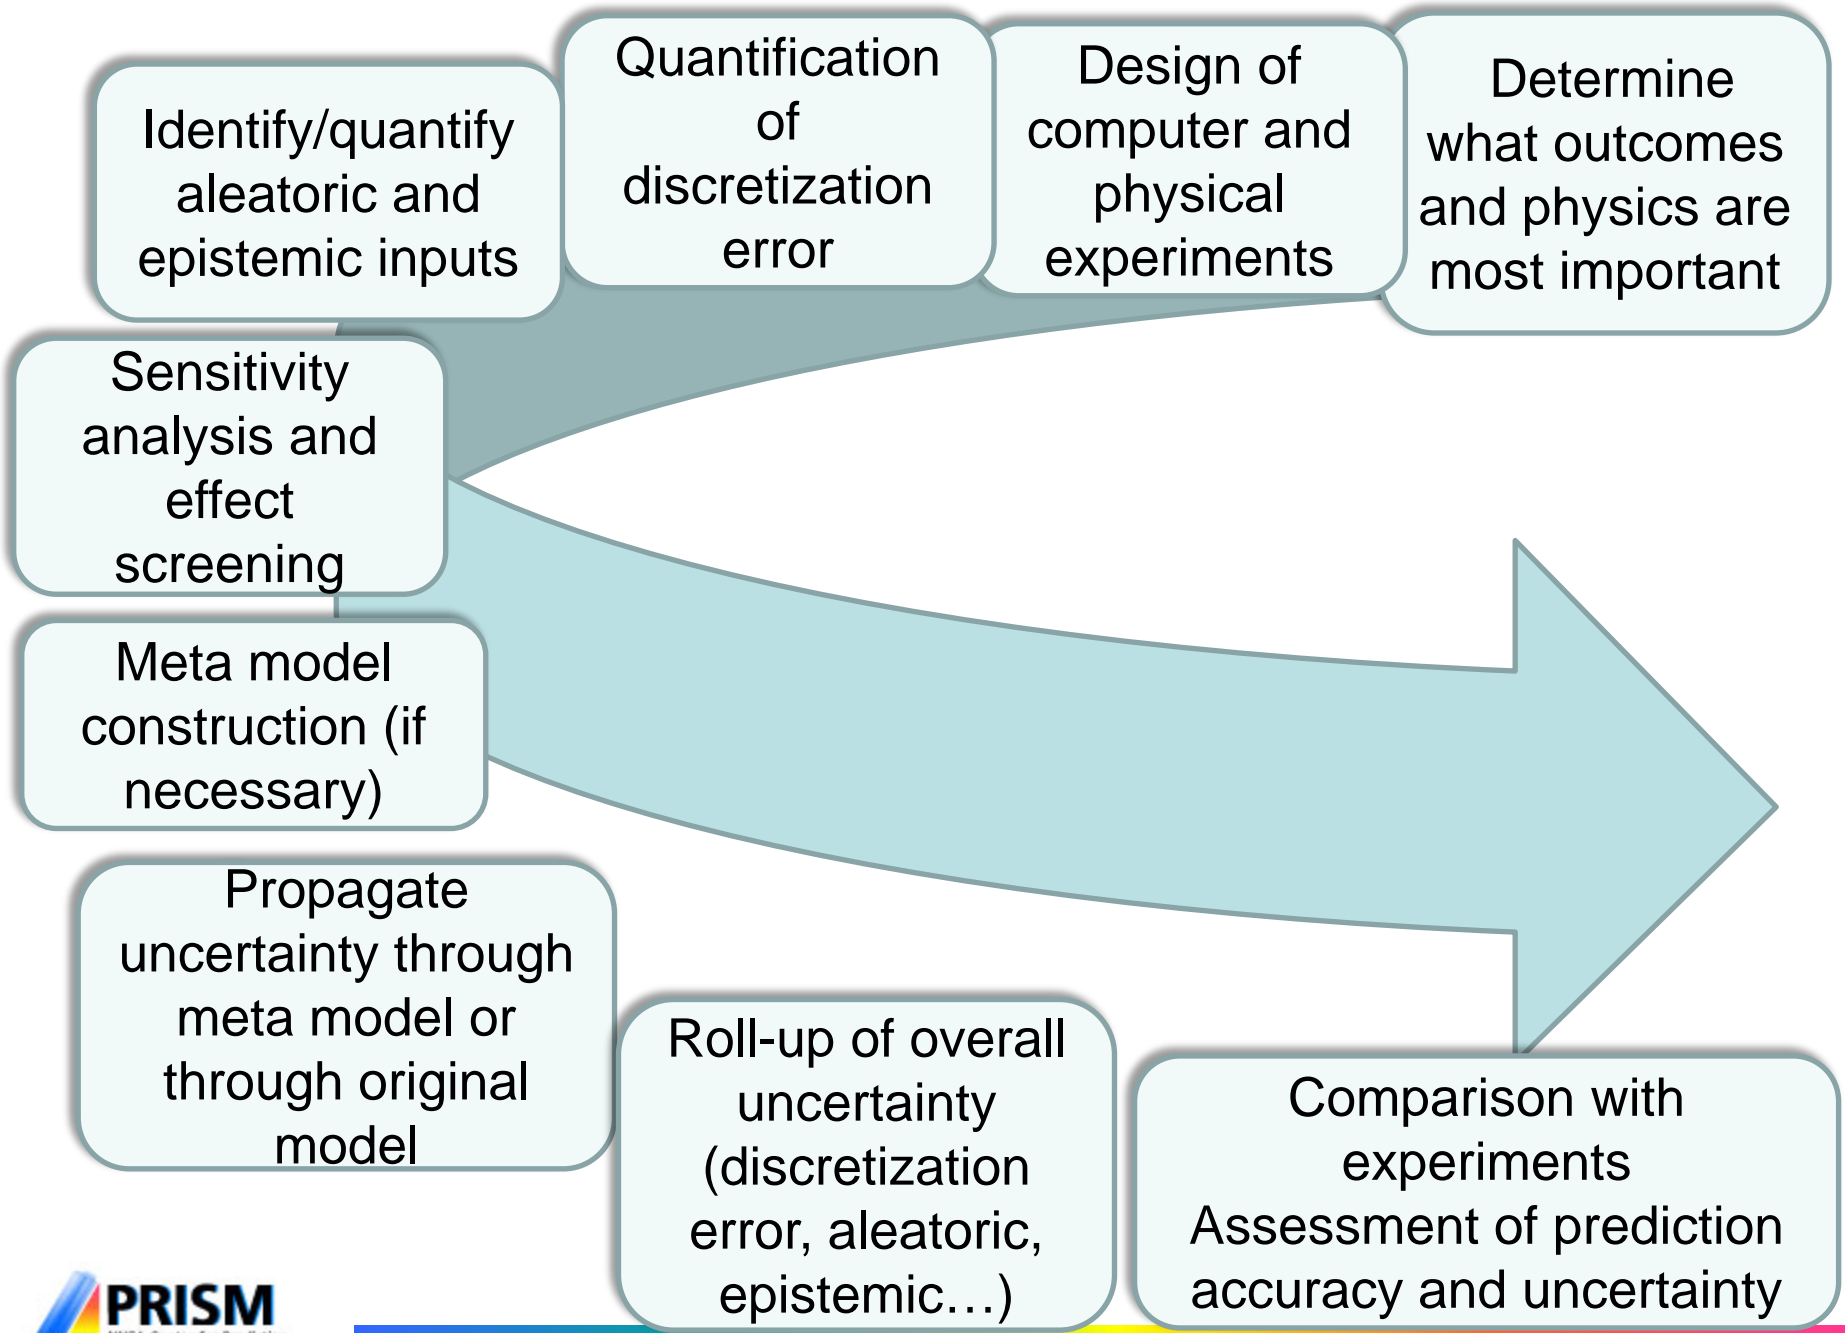 Identify/quantify
aleatoric and
epistemic inputs
Quantification
of
discretization
error
Design of
computer and
physical
experiments
Determine
what outcomes
and physics are
most important
Sensitivity
analysis and
effect
screening
Meta model
construction (if
necessary)
Propagate
uncertainty through
meta model or
through original
model
Roll-up of overall
uncertainty
(discretization
error, aleatoric,
epistemic…)
Comparison with
experiments
Assessment of prediction
accuracy and uncertainty
PRISM